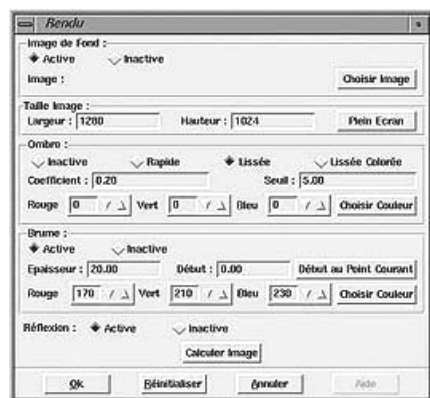 Rendu
Image de Fond :
Active Inactive
Image : Choisir Image
Taille Image :
Largeur : 1280 Hauteur : 1024 Plein Ecran
Ombre :
Inactive Rapide Lissée Lissée Colorée
Coefficient : 0.20 Seuil : 5.00
Rouge 0 Vert 0 Bleu 0 Choisir Couleur
Brume :
Active Inactive
Epaisseur : 20.00 Début : 0.00 Début au Point Courant
Rouge 170 Vert 210 Bleu 230 Choisir Couleur
Réflexion : Active Inactive
Calculer Image
Ok Réinitialiser Annuler Aide